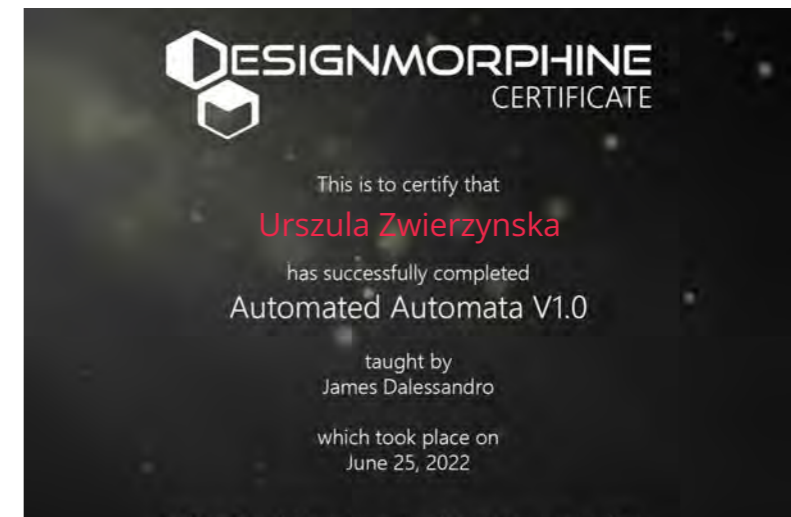 DESIGNMORPHINE
CERTIFICATE
This is to certify that
Urszula Zwierzynska
has successfully completed
Automated Automata V1.0
taught by
James Dalessandro
which took place on
June 25, 2022